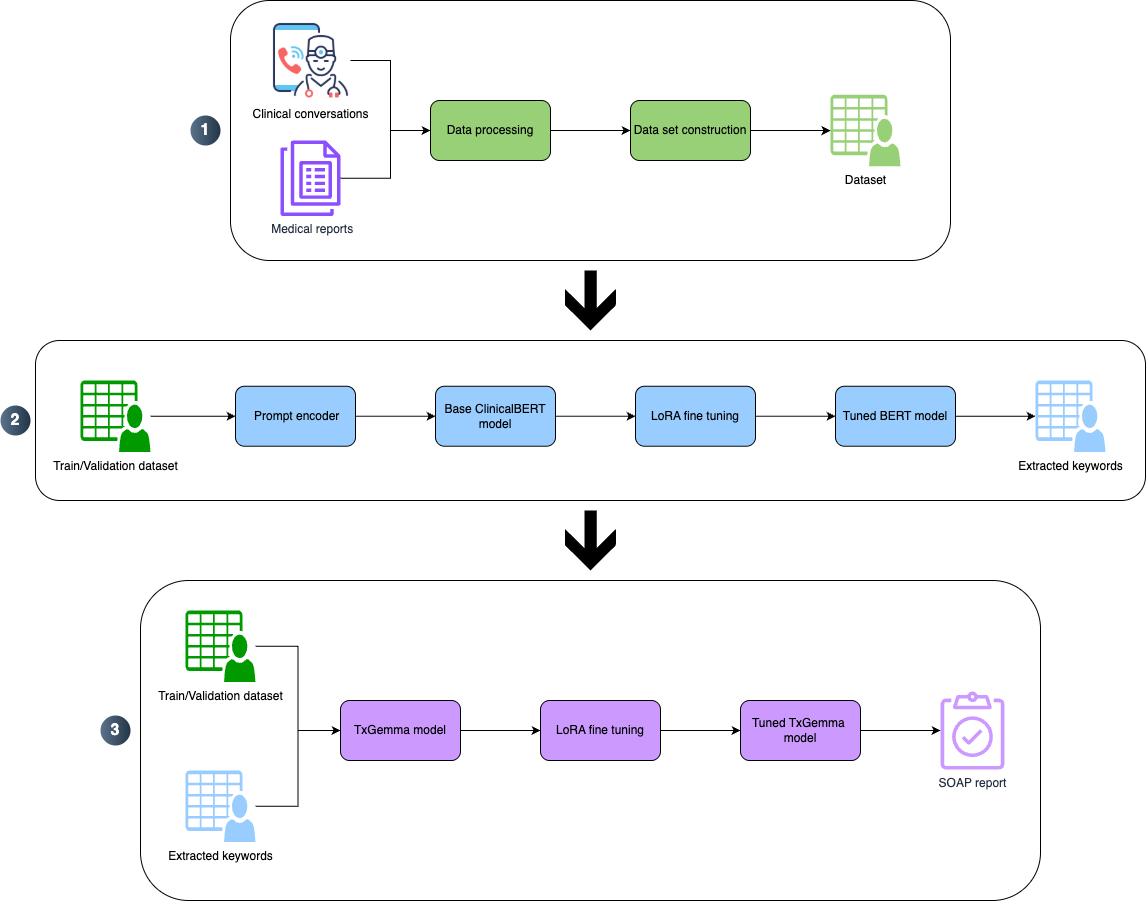 1
Clinical conversations
Medical reports
Data processing
Data set construction
Dataset
2
Train/Validation dataset
Prompt encoder
Base ClinicalBERT
model
LoRA fine tuning
Tuned BERT model
Extracted keywords
3
Train/Validation dataset
Extracted keywords
TxGemma model
LoRA fine tuning
Tuned TxGemma
model
SOAP report